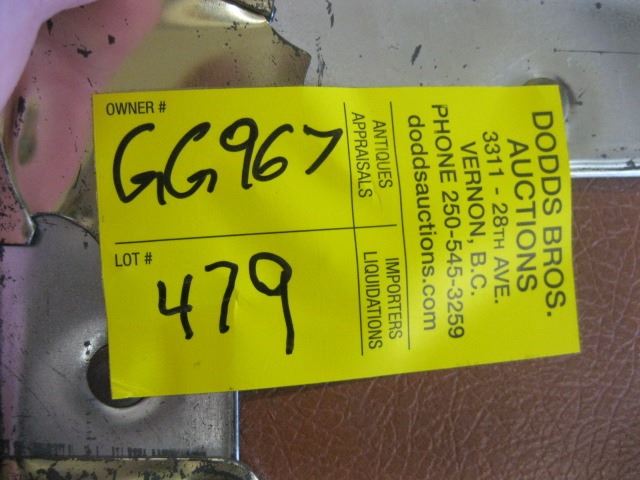 OWNER #
GG967
LOT #
479
ANTIQUES
APPRAISALS
IMPORTERS
LIQUIDATIONS
DODDS BROS.
AUCTIONS
3311 - 28TH AVE.
VERNON, B.C.
PHONE 250-545-3259
doddsauctions.com